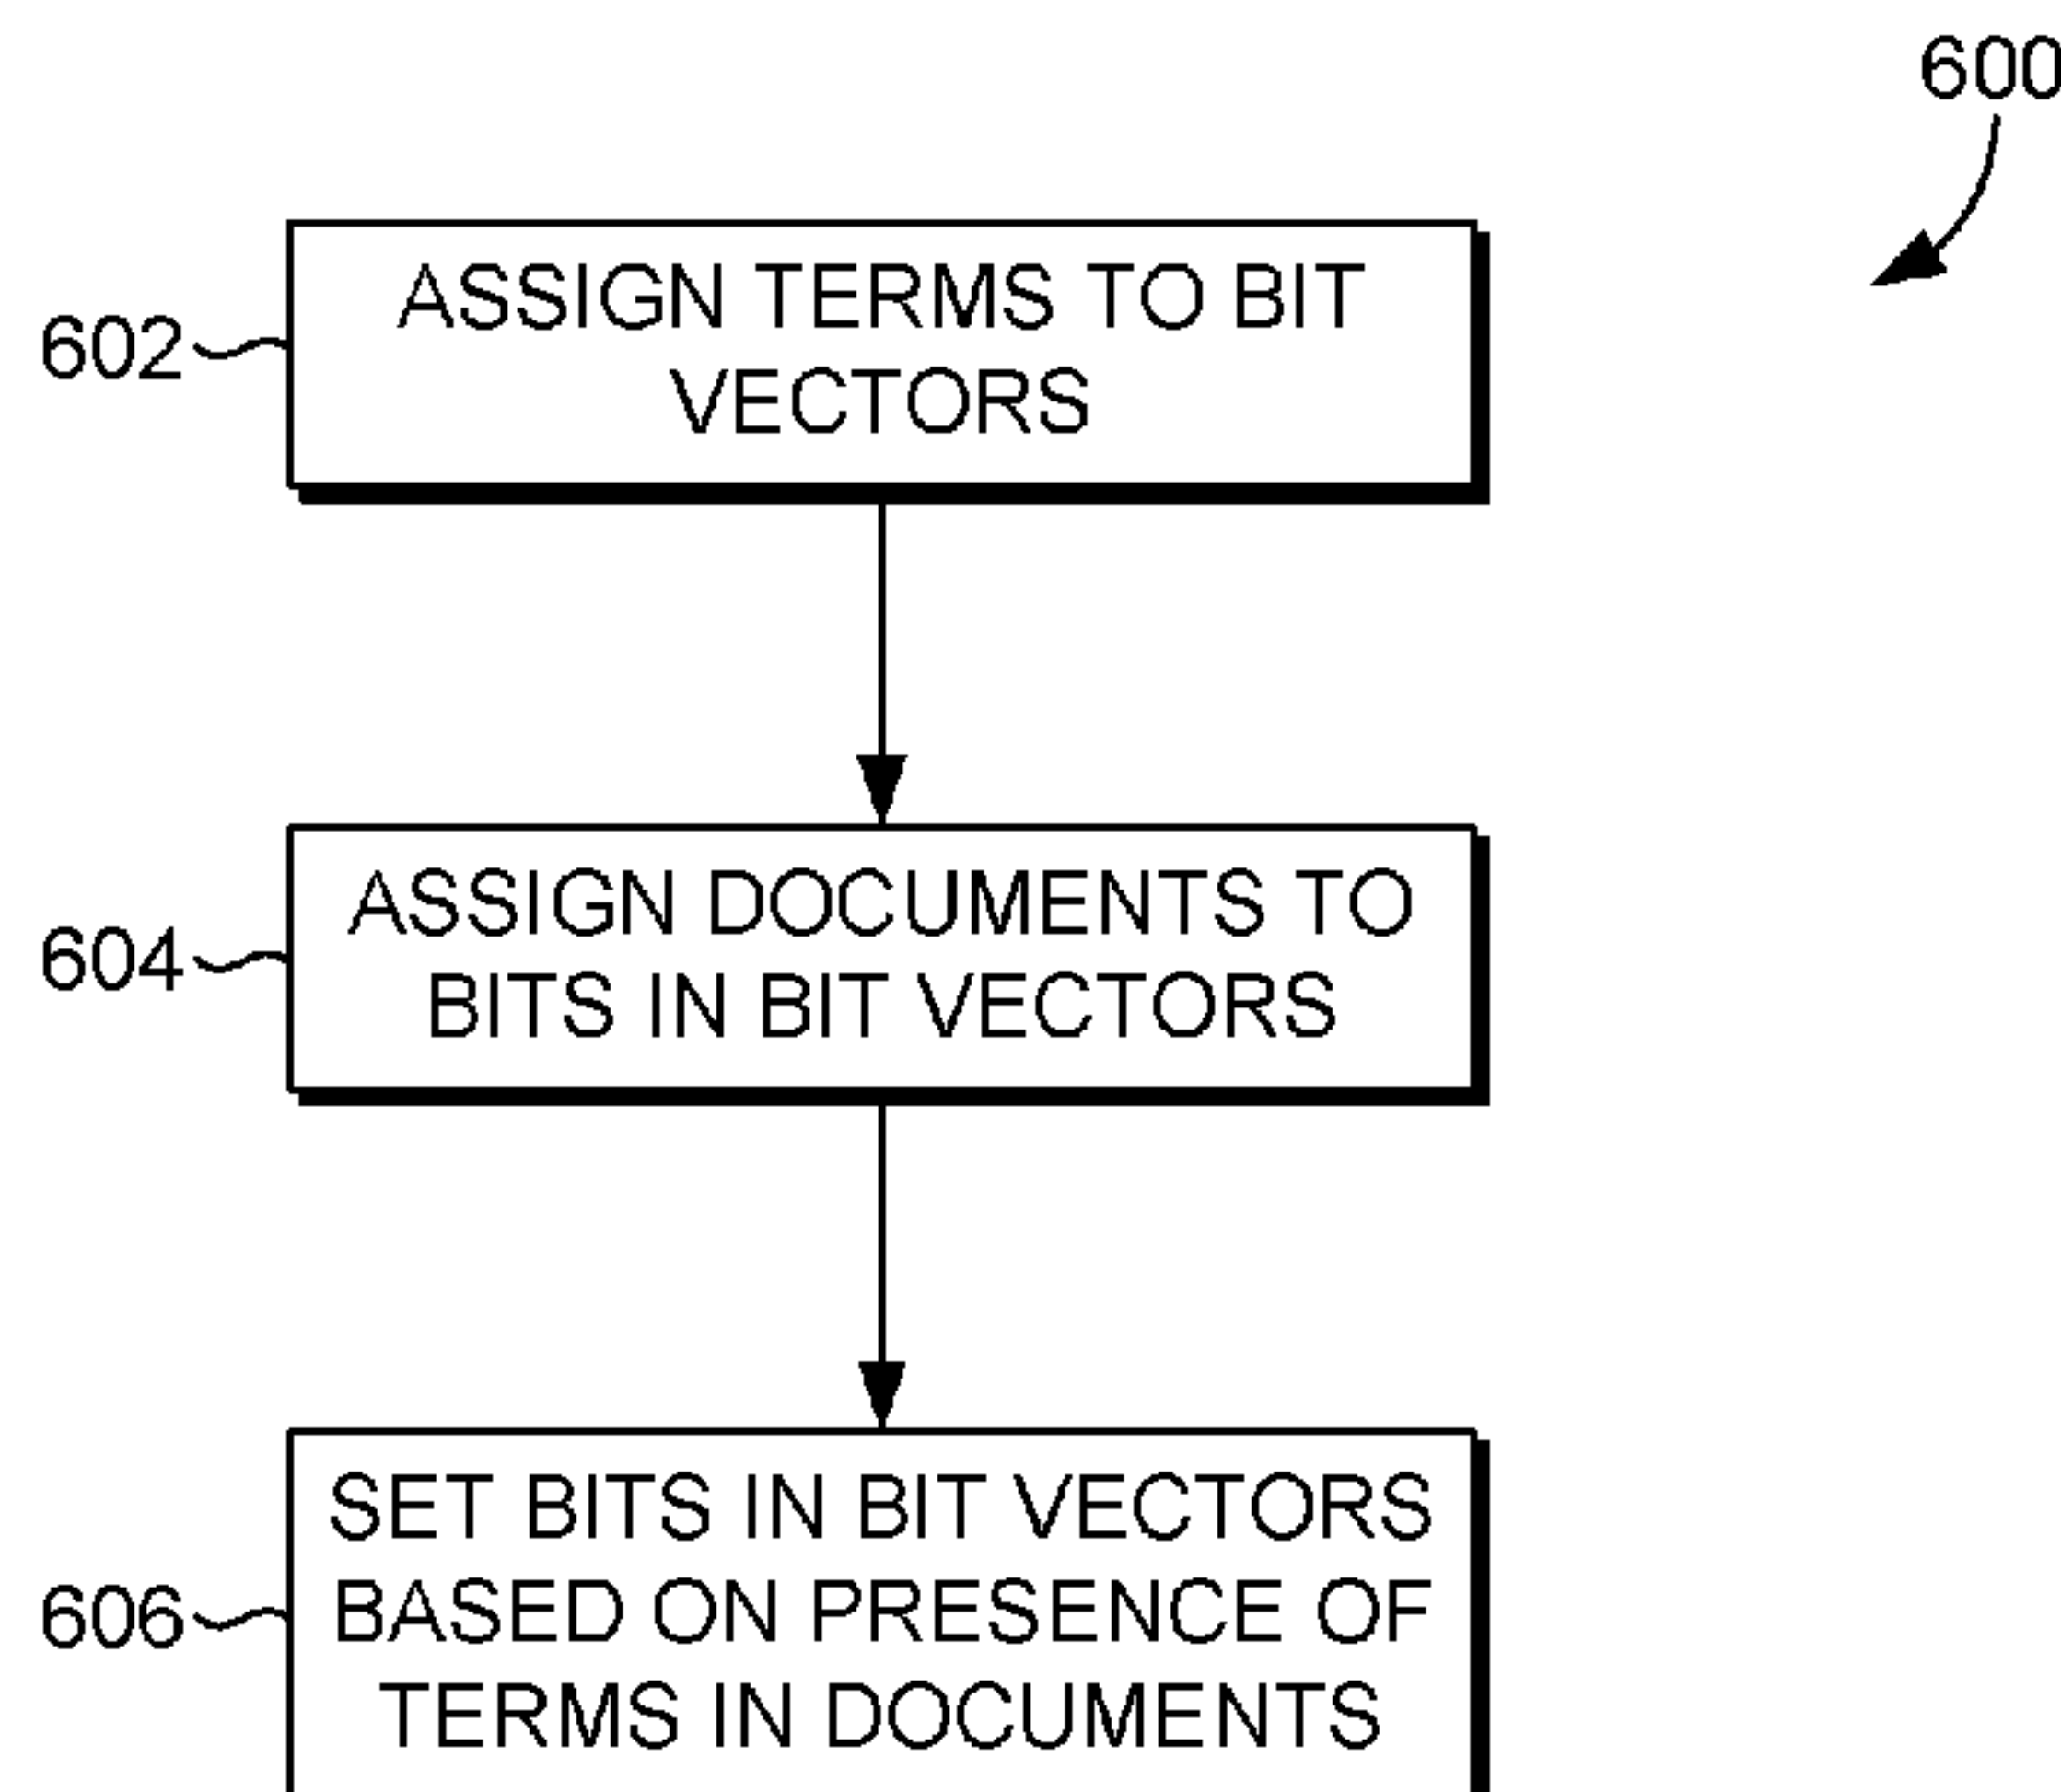 600
602
ASSIGN TERMS TO BIT
VECTORS
604
ASSIGN DOCUMENTS TO
BITS IN BIT VECTORS
606
SET BITS IN BIT VECTORS
BASED ON PRESENCE OF
TERMS IN DOCUMENTS